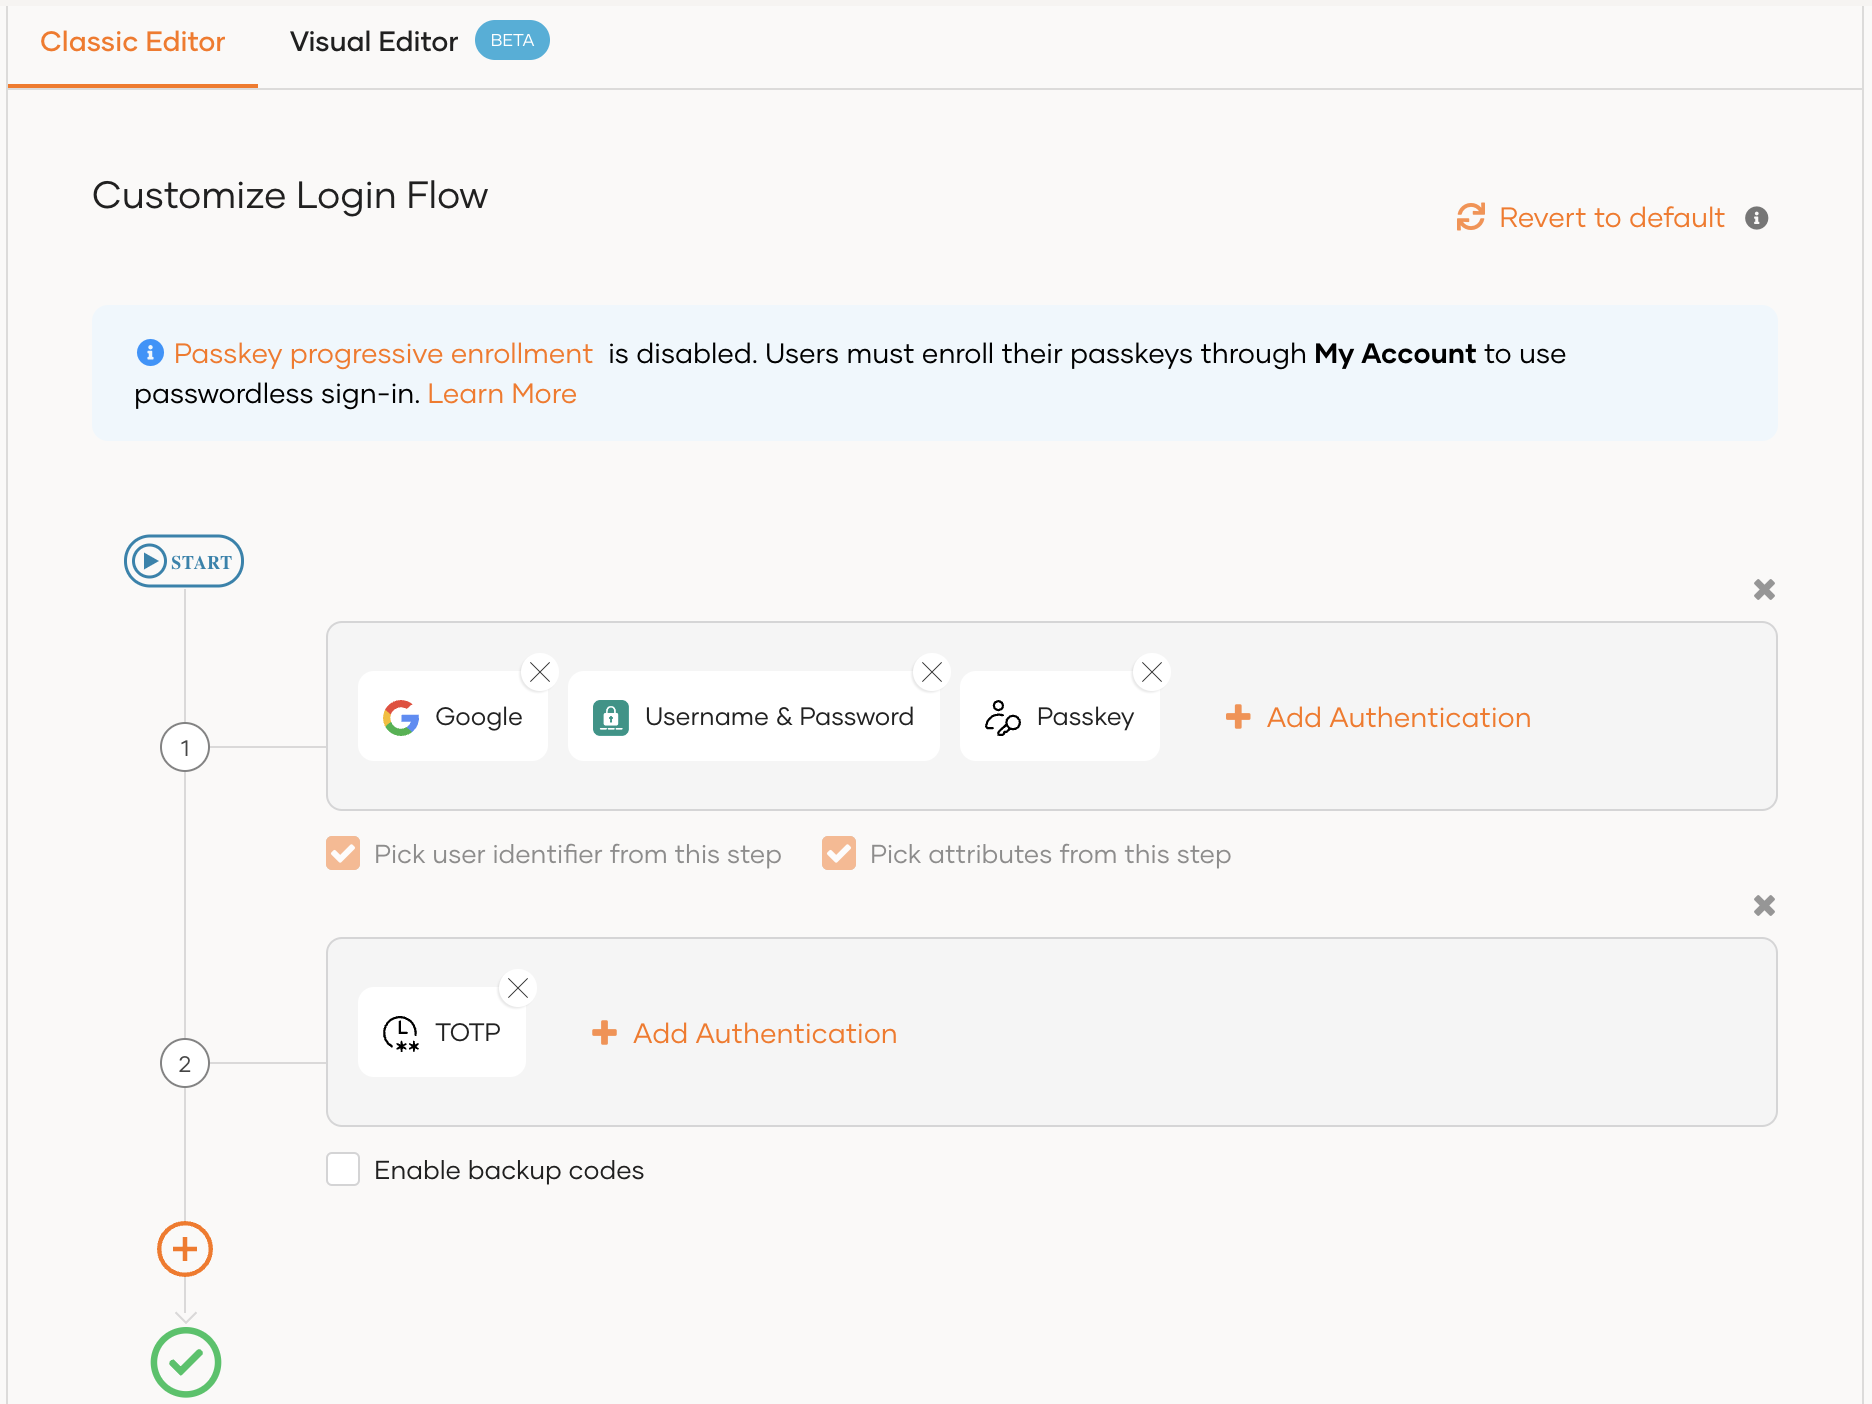 Classic Editor
Visual Editor
BETA
Customize Login Flow
Revert to default
Passkey progressive enrollment is disabled. Users must enroll their passkeys through My Account to use
passwordless sign-in. Learn More
START
1
Google
Username & Password
Passkey
Add Authentication
Pick user identifier from this step
Pick attributes from this step
2
TOTP
Add Authentication
Enable backup codes